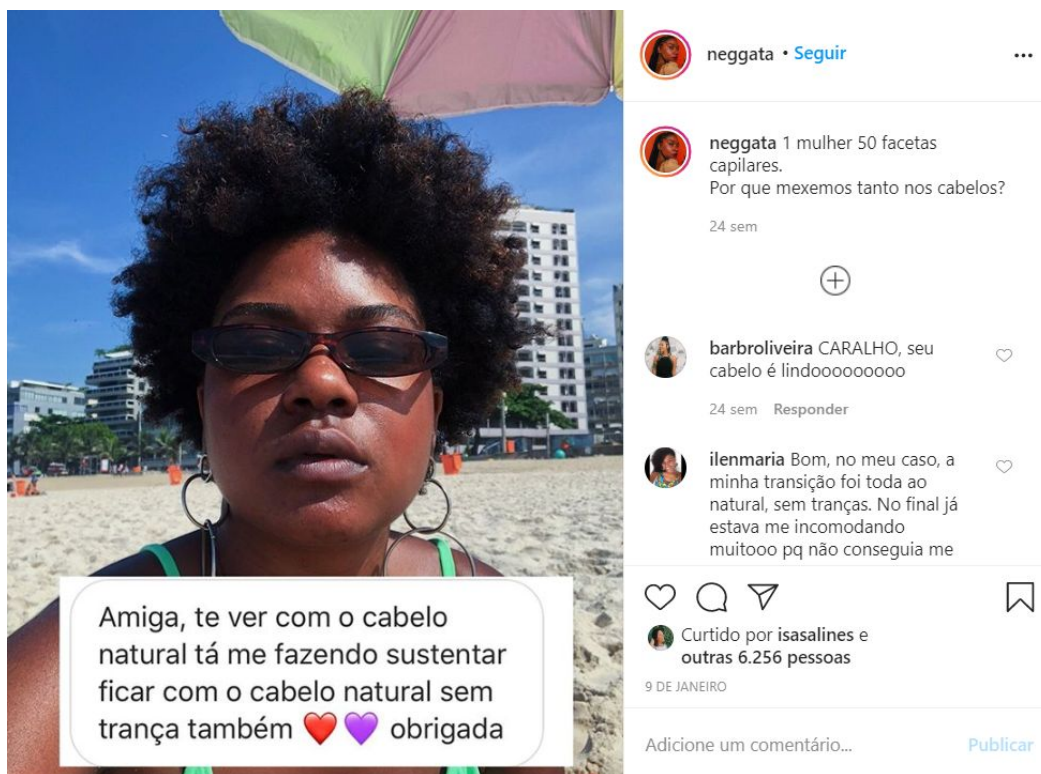 neggata • Seguir
neggata 1 mulher 50 facetas
capilares.
Por que mexemos tanto nos cabelos?
24 sem
barbroliveira CARALHO, seu
cabelo é lindooooooooo
24 sem Responder
ilenmaria Bom, no meu caso, a
minha transição foi toda ao
natural, sem tranças. No final já
estava me incomodando
muitooo pq não conseguia me
Curtido por isasalines e
outras 6.256 pessoas
9 DE JANEIRO
Adicione um comentário... Publicar
Amiga, te ver com o cabelo
natural tá me fazendo sustentar
ficar com o cabelo natural sem
trança também ❤️💜 obrigada